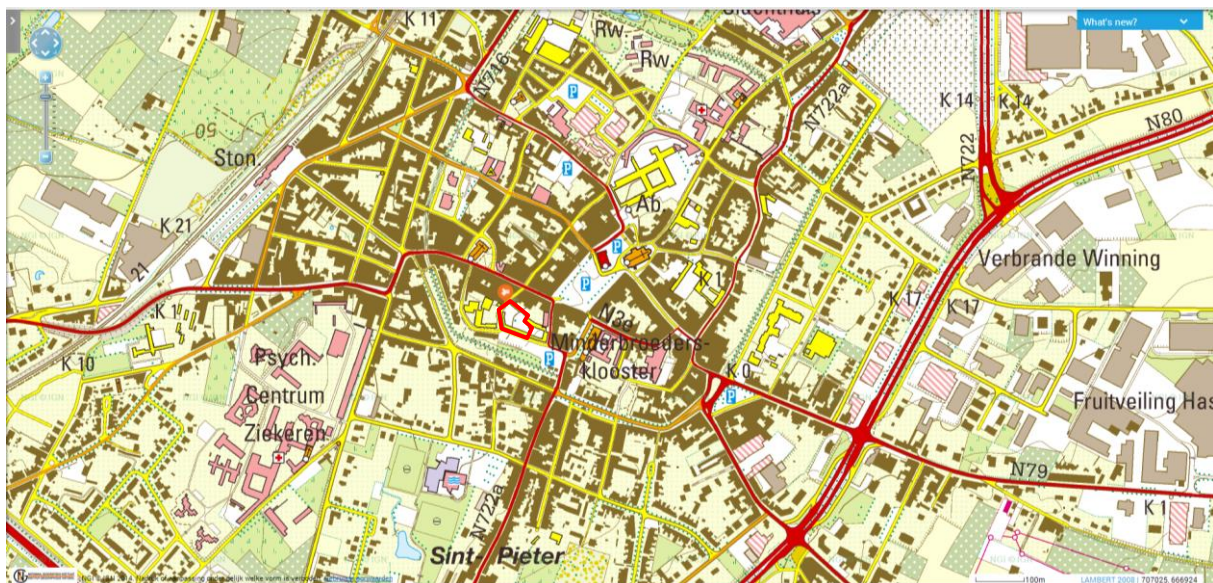 What's new?
K 11
N716
Rw.
Rw.
N722a
K 14
K 14
N722
N80
50
Ston.
Ab.
K 21
21
K 1
K 10
K 1
Verbrande Winning
K 17
K 17
N3a
Minderbroeders-
klooster
K 0
Psych.
Centrum
Ziekeren
Fruitveiling Has
N79
K 1
N722a
Sint- Pieter
100m
LAMBERT 2008 | 707025, 666924